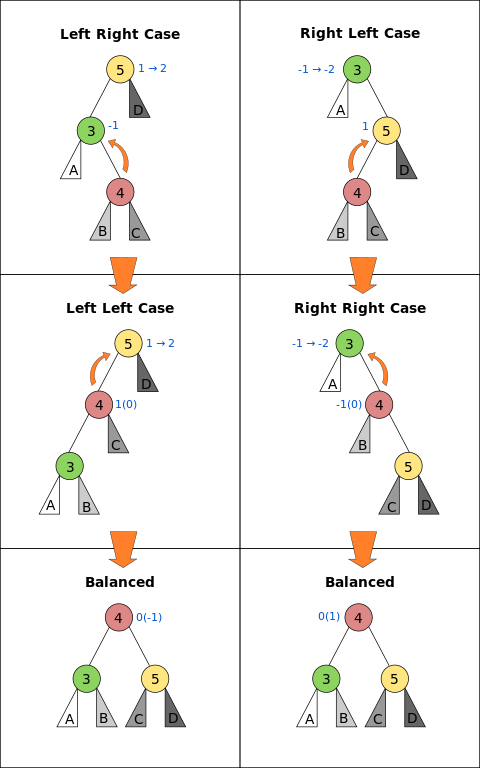 Left Right Case
5 1 → 2
D
3 -1
A
4
B C
Right Left Case
-1 → -2 3
A
1 5
D
4
B C
Left Left Case
5 1 → 2
D
4 1(0)
C
3
A B
Right Right Case
-1 → -2 3
A
-1(0) 4
B
5
C D
Balanced
4 0(-1)
3 5
A B C D
Balanced
0(1) 4
3 5
A B C D